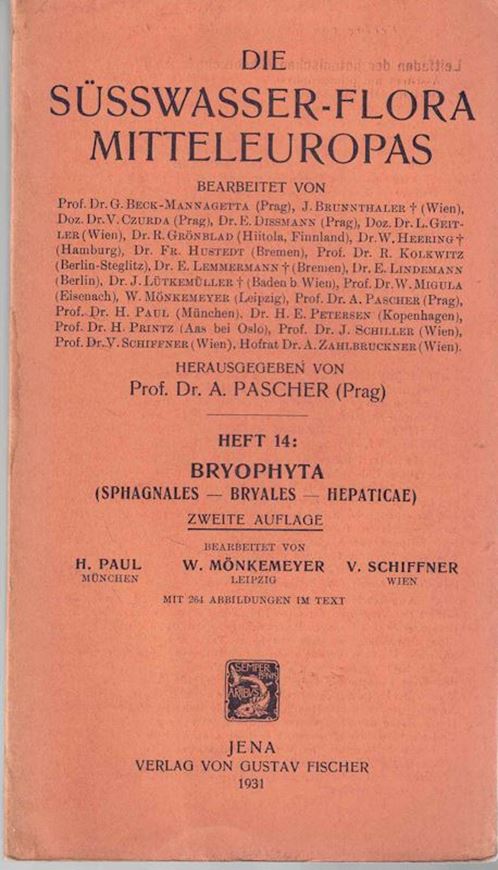 DIE
SÜSSWASSER-FLORA
MITTELEUROPAS
BEARBEITET VON
Prof. Dr. G. BECK-MANNAGETTA (Prag), J. BRUNNTHALER † (Wien),
Doz. Dr. V. CZURDA (Prag), Dr. E. DISSMANN (Prag), Doz. Dr. L. GEIT-
LER (Wien), Dr. R. GRÖNBLAD (Hiitola, Finnland), Dr. W. HEERING †
(Hamburg), Dr. FR. HUSTEDT (Bremen), Prof. Dr. R. KOLKWITZ
(Berlin-Steglitz), Dr. E. LEMMERMANN † (Bremen), Dr. E. LINDEMANN
(Berlin), Dr. J. LÜTKEMÜLLER † (Baden b. Wien), Prof. Dr. W. MIGULA
(Eisenach), W. MÖNKEMEYER (Leipzig), Prof. Dr. A. PASCHER (Prag),
Prof. Dr. H. PAUL (München), Dr. H. E. PETERSEN (Kopenhagen),
Prof. Dr. H. PRINTZ (Aas bei Oslo), Prof. Dr. J. SCHILLER (Wien),
Prof. Dr. V. SCHIFFNER (Wien), Hofrat Dr. A. ZAHLBRUCKNER (Wien).
HERAUSGEGEBEN VON
Prof. Dr. A. PASCHER (Prag)
HEFT 14:
BRYOPHYTA
(SPHAGNALES — BRYALES — HEPATICAE)
ZWEITE AUFLAGE
BEARBEITET VON
H. PAUL W. MÖNKEMEYER V. SCHIFFNER
MÜNCHEN LEIPZIG WIEN
MIT 264 ABBILDUNGEN IM TEXT
SEMPER
BONIS
ARTIBUS
JENA
VERLAG VON GUSTAV FISCHER
1931